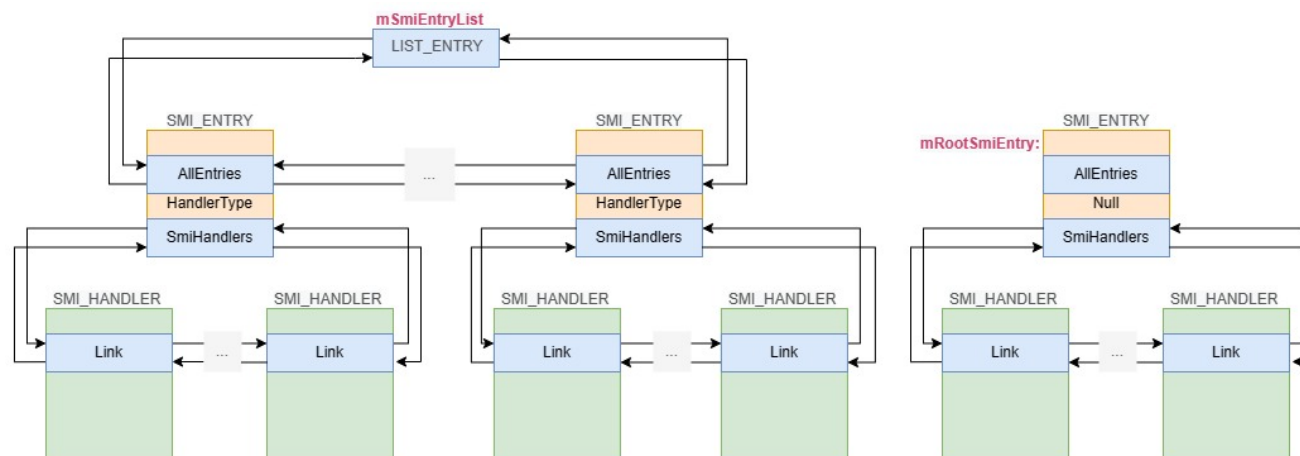 mSmiEntryList
LIST_ENTRY
SMI_ENTRY
SMI_ENTRY
SMI_ENTRY
mRootSmiEntry:
AllEntries
...
AllEntries
AllEntries
HandlerType
HandlerType
Null
SmiHandlers
SmiHandlers
SmiHandlers
SMI_HANDLER
SMI_HANDLER
SMI_HANDLER
SMI_HANDLER
SMI_HANDLER
SMI_HANDLER
Link
...
Link
Link
...
Link
Link
...
Link